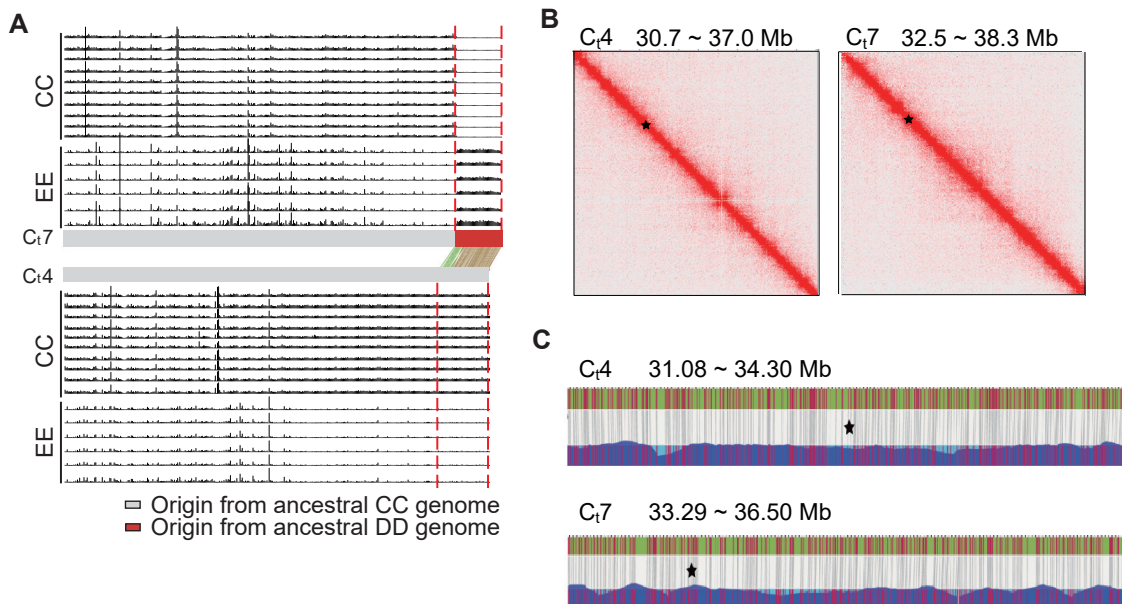 A
CC
EE
Cₜ7
Cₜ4
CC
EE
Origin from ancestral CC genome
Origin from ancestral DD genome
B
Cₜ4 30.7 ~ 37.0 Mb
Cₜ7 32.5 ~ 38.3 Mb
C
Cₜ4 31.08 ~ 34.30 Mb
Cₜ7 33.29 ~ 36.50 Mb